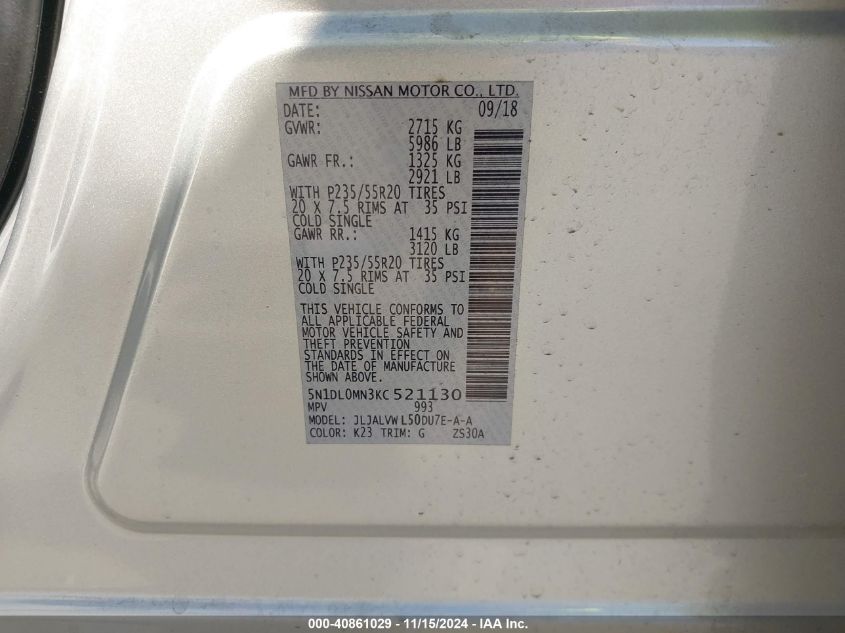 MFD BY NISSAN MOTOR CO., LTD.
DATE: 09/18
GVWR: 2715 KG
5986 LB
GAWR FR.: 1325 KG
2921 LB
WITH P235/55R20 TIRES
20 X 7.5 RIMS AT 35 PSI
COLD SINGLE
GAWR RR.: 1415 KG
3120 LB
WITH P235/55R20 TIRES
20 X 7.5 RIMS AT 35 PSI
COLD SINGLE
THIS VEHICLE CONFORMS TO
ALL APPLICABLE FEDERAL
MOTOR VEHICLE SAFETY AND
THEFT PREVENTION
STANDARDS IN EFFECT ON
THE DATE OF MANUFACTURE
SHOWN ABOVE.
5N1DL0MN3KC521130
MPV 993
MODEL: JLJALVWL50DU7E-A-A
COLOR: K23 TRIM: G ZS30A
000-40861029 - 11/15/2024 - IAA Inc.